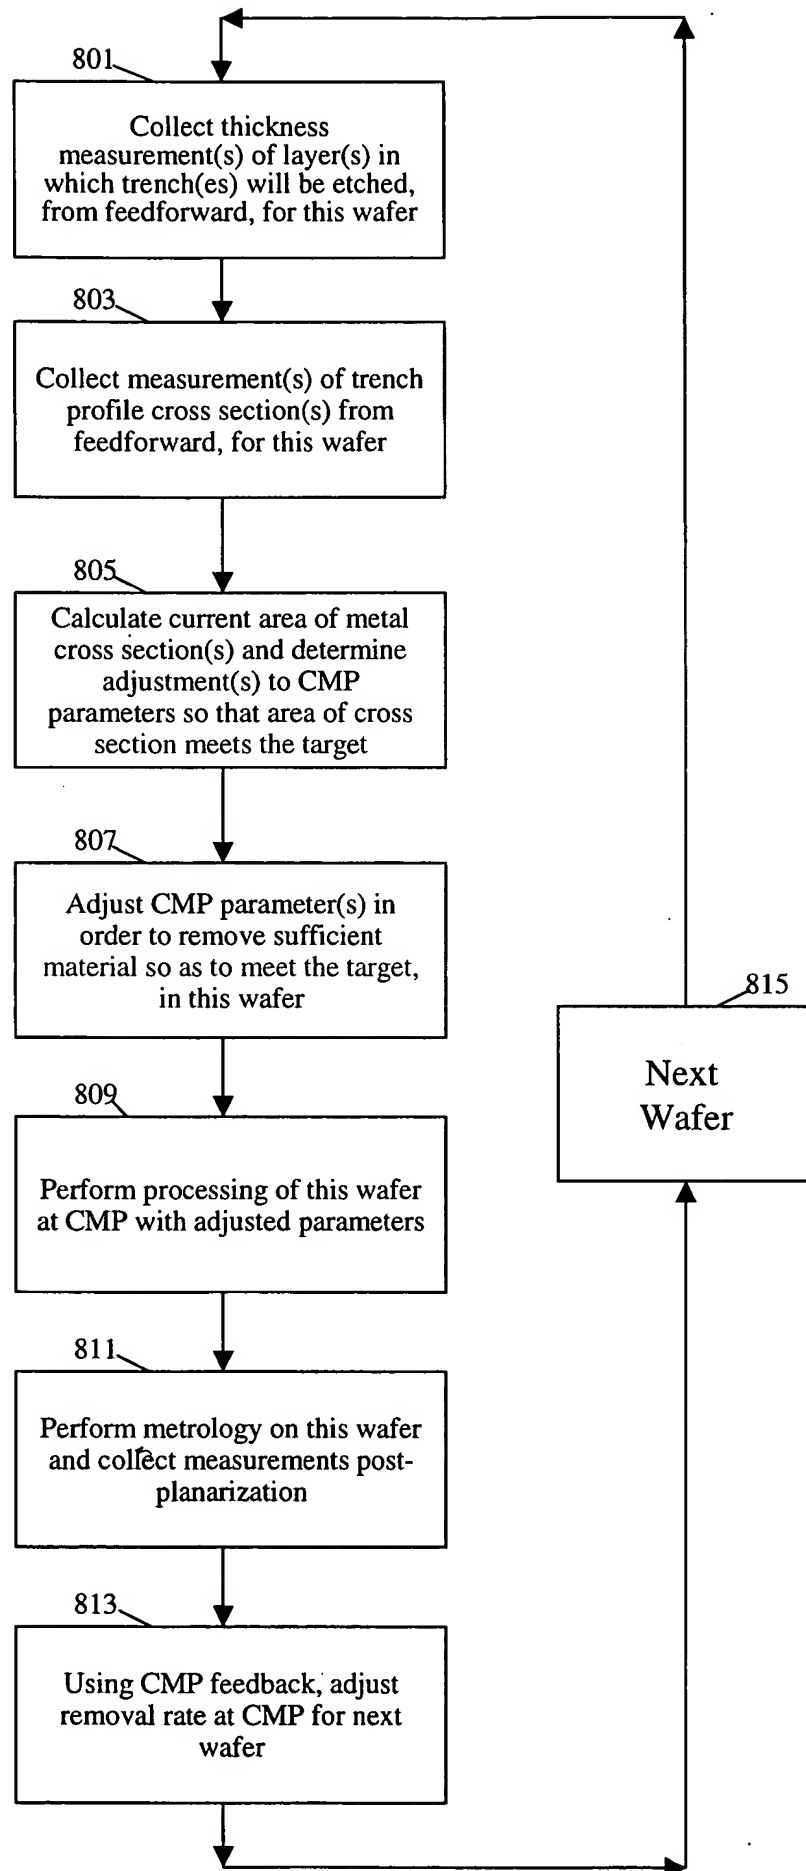 801
Collect thickness
measurement(s) of layer(s) in
which trench(es) will be etched,
from feedforward, for this wafer
803
Collect measurement(s) of trench
profile cross section(s) from
feedforward, for this wafer
805
Calculate current area of metal
cross section(s) and determine
adjustment(s) to CMP
parameters so that area of cross
section meets the target
807
Adjust CMP parameter(s) in
order to remove sufficient
material so as to meet the target,
in this wafer
809
Perform processing of this wafer
at CMP with adjusted parameters
811
Perform metrology on this wafer
and collect measurements post-
planarization
813
Using CMP feedback, adjust
removal rate at CMP for next
wafer
815
Next
Wafer